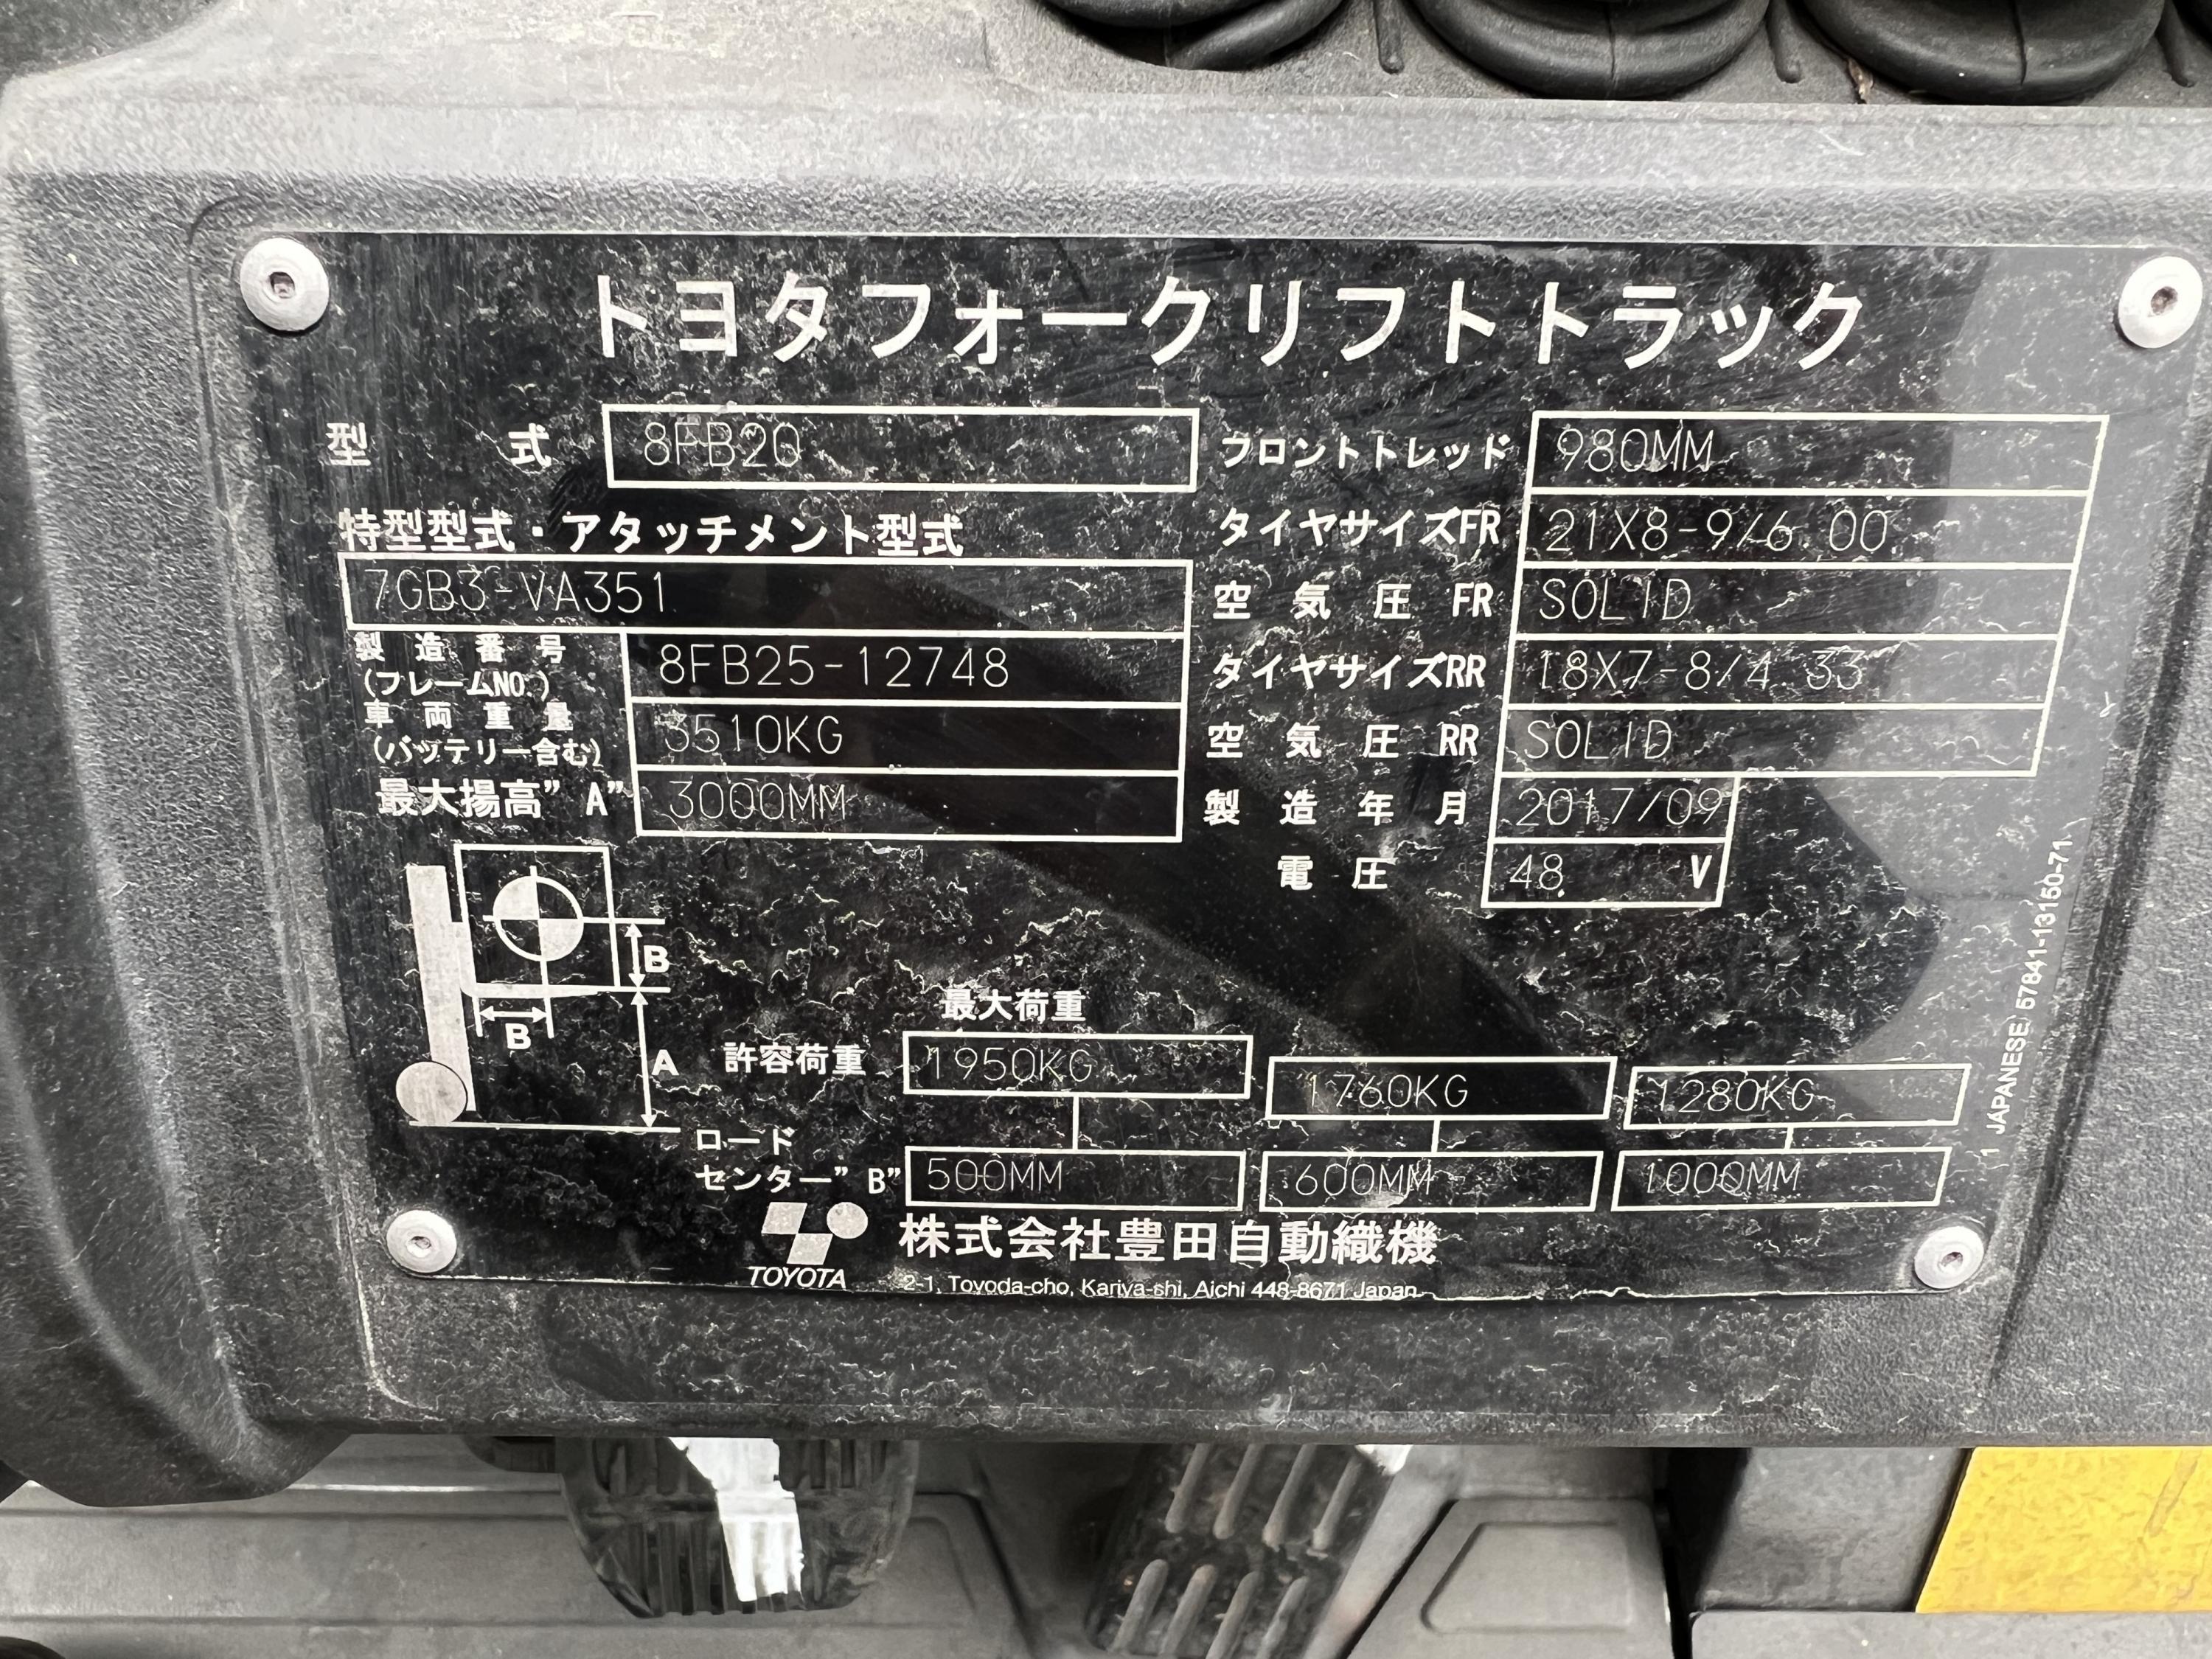 トヨタフォークリフトトラック
型 式 8FB20
特型型式・アタッチメント型式
7GB3-VA351
製造番号
(フレームNO.) 8FB25-12748
車両重量
(バッテリー含む) 3510KG
最大揚高"A" 3000MM
フロントトレッド 980MM
タイヤサイズFR 21X8-9/6.00
空気圧 FR SOLID
タイヤサイズRR 18X7-8/4.33
空気圧 RR SOLID
製造年月 2017/09
電圧 48 V
B
B
A
最大荷重
許容荷重 1950KG 1760KG 1280KG
ロード
センター"B" 500MM 600MM 1000MM
TOYOTA 株式会社豊田自動織機
2-1, Toyoda-cho, Kariya-shi, Aichi 448-8671 Japan
1 JAPANESE 57841-13150-71